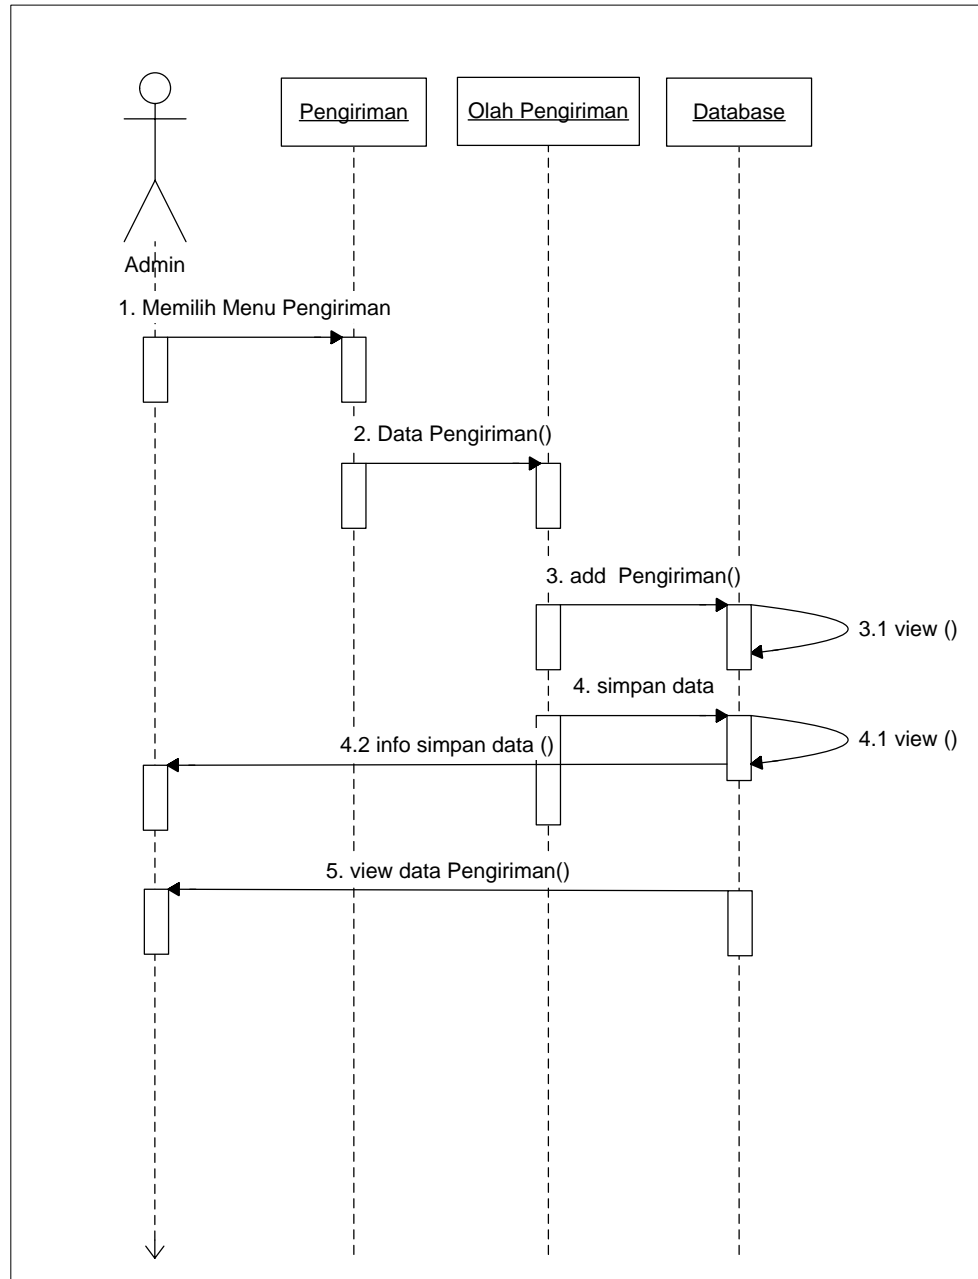 Pengiriman
Olah Pengiriman
Database
Admin
1. Memilih Menu Pengiriman
2. Data Pengiriman()
3. add  Pengiriman()
3.1 view ()
4. simpan data
4.1 view ()
4.2 info simpan data ()
5. view data Pengiriman()